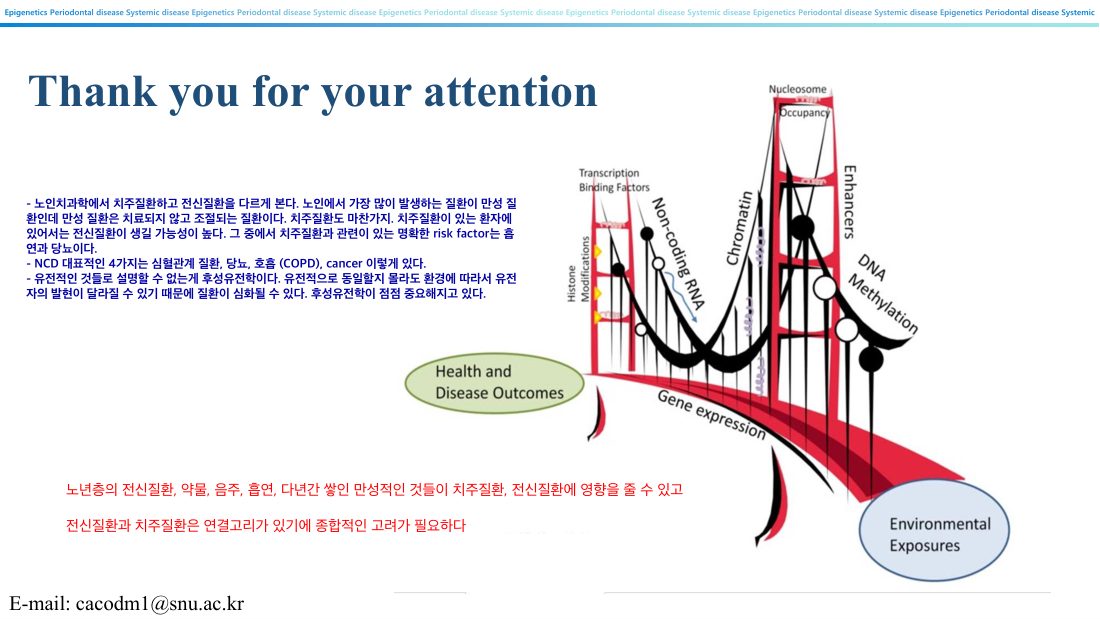 Epigenetics Periodontal disease Systemic disease Epigenetics Periodontal disease Systemic disease Epigenetics Periodontal disease Systemic disease Epigenetics Periodontal disease Systemic disease Epigenetics Periodontal disease Systemic disease Epigenetics Periodontal disease Systemic
Thank you for your attention
- 노인치과학에서 치주질환하고 전신질환을 다르게 본다. 노인에서 가장 많이 발생하는 질환이 만성 질
환인데 만성 질환은 치료되지 않고 조절되는 질환이다. 치주질환도 마찬가지. 치주질환이 있는 환자에
있어서는 전신질환이 생길 가능성이 높다. 그 중에서 치주질환과 관련이 있는 명확한 risk factor는 흡
연과 당뇨이다.
- NCD 대표적인 4가지는 심혈관계 질환, 당뇨, 호흡 (COPD), cancer 이렇게 있다.
- 유전적인 것들로 설명할 수 없는게 후성유전학이다. 유전적으로 동일할지 몰라도 환경에 따라서 유전
자의 발현이 달라질 수 있기 때문에 질환이 심화될 수 있다. 후성유전학이 점점 중요해지고 있다.
Nucleosome
Occupancy
Transcription
Binding Factors
Histone
Modifications
Non-coding RNA
Chromatin
Enhancers
DNA
Methylation
Health and
Disease Outcomes
Gene expression
노년층의 전신질환, 약물, 음주, 흡연, 다년간 쌓인 만성적인 것들이 치주질환, 전신질환에 영향을 줄 수 있고
전신질환과 치주질환은 연결고리가 있기에 종합적인 고려가 필요하다
Environmental
Exposures
E-mail: cacodm1@snu.ac.kr